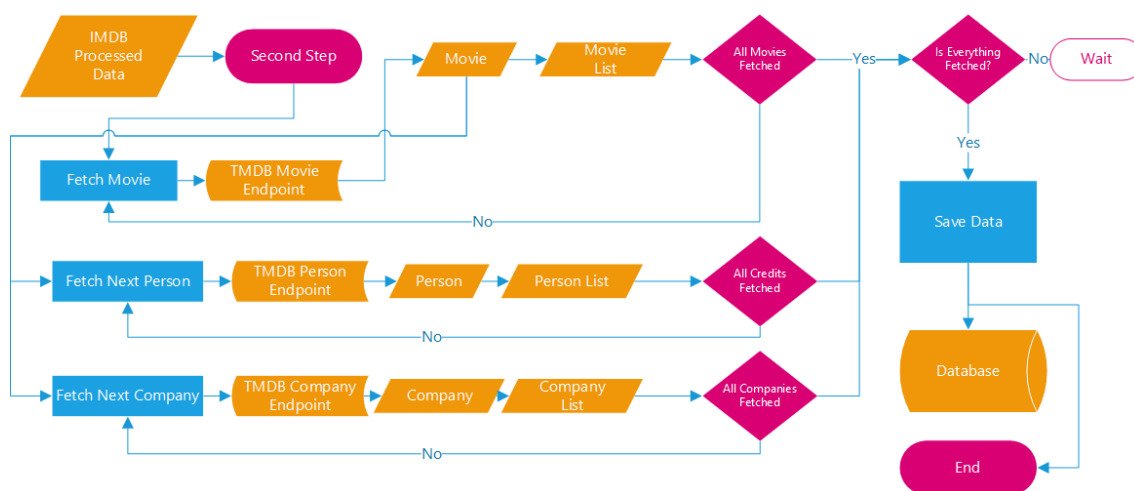 IMDB
Processed
Data
Second Step
Movie
Movie
List
All Movies
Fetched
Yes
Is Everything
Fetched?
No
Wait
Fetch Movie
TMDB Movie
Endpoint
No
Yes
Save Data
Fetch Next Person
TMDB Person
Endpoint
Person
Person List
All Credits
Fetched
No
Fetch Next Company
TMDB Company
Endpoint
Company
Company
List
All Companies
Fetched
No
Database
End